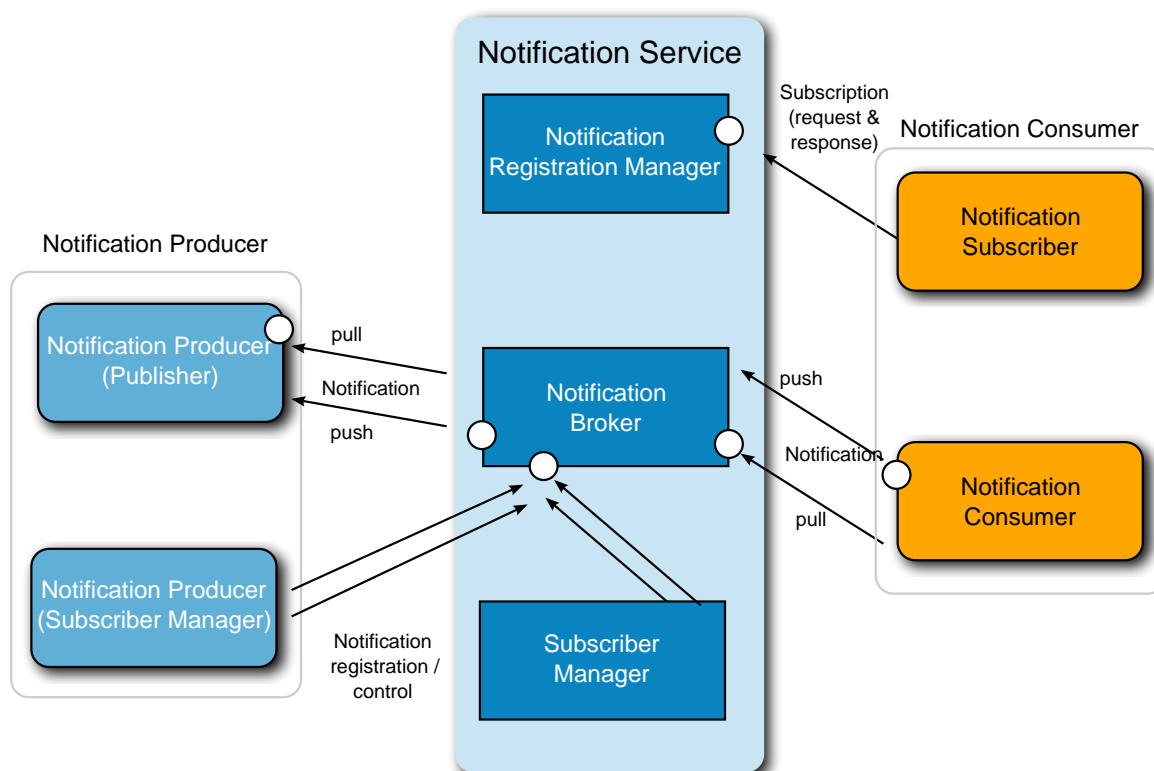 Notification Service
Notification
Registration Manager
Subscription
(request &
response)
Notification Consumer
Notification
Subscriber
Notification Producer
Notification Producer
(Publisher)
pull
Notification
push
Notification
Broker
push
Notification
pull
Notification
Consumer
Notification Producer
(Subscriber Manager)
Notification
registration /
control
Subscriber
Manager